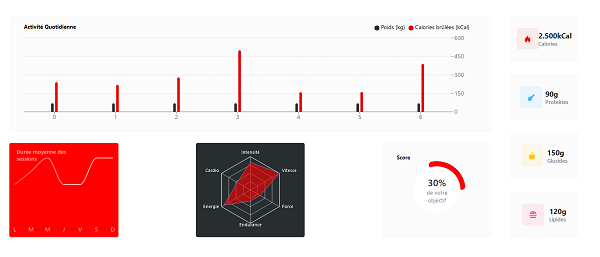 Activité Quotidienne
Poids (kg) Calories brûlées (kCal)
600
450
300
150
0
0 1 2 3 4 5 6
2.500kCal
Calories
90g
Proteines
150g
Glucides
120g
Lipides
Durée moyenne des
sessions
L M M J V S D
Intensité
Vitesse
Force
Endurance
Energie
Cardio
Score
30%
de votre
objectif